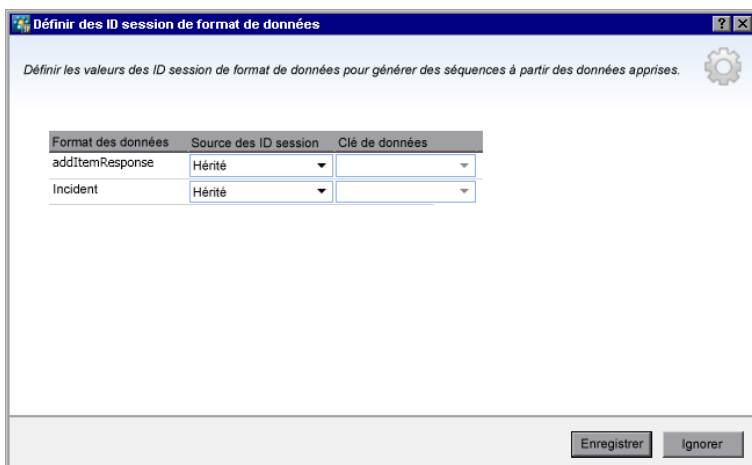 Définir des ID session de format de données
Définir les valeurs des ID session de format de données pour générer des séquences à partir des données apprises.
Format des données Source des ID session Clé de données
addItemResponse Hérité
Incident Hérité
Enregistrer Ignorer